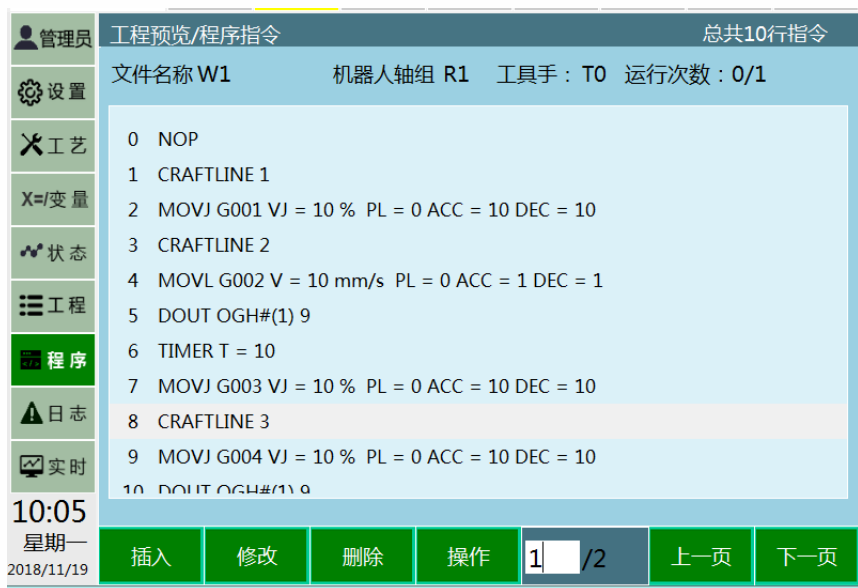 管理员
设 置
工 艺
X=/变 量
状 态
工 程
程 序
日 志
实 时
10:05
星期一
2018/11/19
工程预览/程序指令 总共10行指令
文件名称 W1 机器人轴组 R1 工具手： T0 运行次数：0/1
0 NOP
1 CRAFTLINE 1
2 MOVJ G001 VJ = 10 % PL = 0 ACC = 10 DEC = 10
3 CRAFTLINE 2
4 MOVL G002 V = 10 mm/s PL = 0 ACC = 1 DEC = 1
5 DOUT OGH#(1) 9
6 TIMER T = 10
7 MOVJ G003 VJ = 10 % PL = 0 ACC = 10 DEC = 10
8 CRAFTLINE 3
9 MOVJ G004 VJ = 10 % PL = 0 ACC = 10 DEC = 10
10 DOUT OGH#(1) 9
插入 修改 删除 操作 1 /2 上一页 下一页